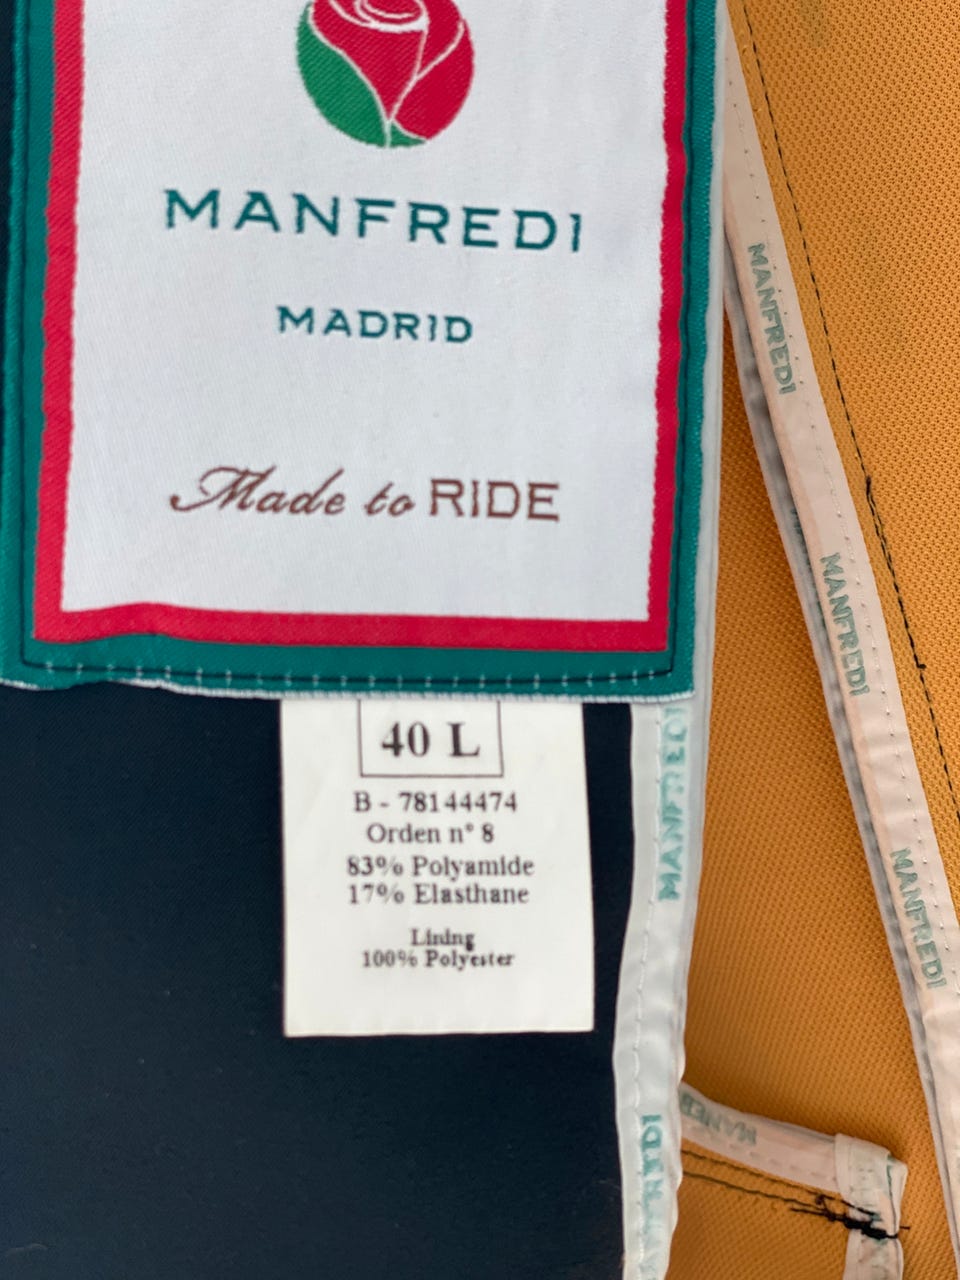 MANFREDI
MADRID
Made to RIDE
40 L
B - 78144474
Orden n° 8
83% Polyamide
17% Elasthane
Lining
100% Polyester
MANFREDI
MANFREDI
MANFREDI
MANFREDI
MANFREDI